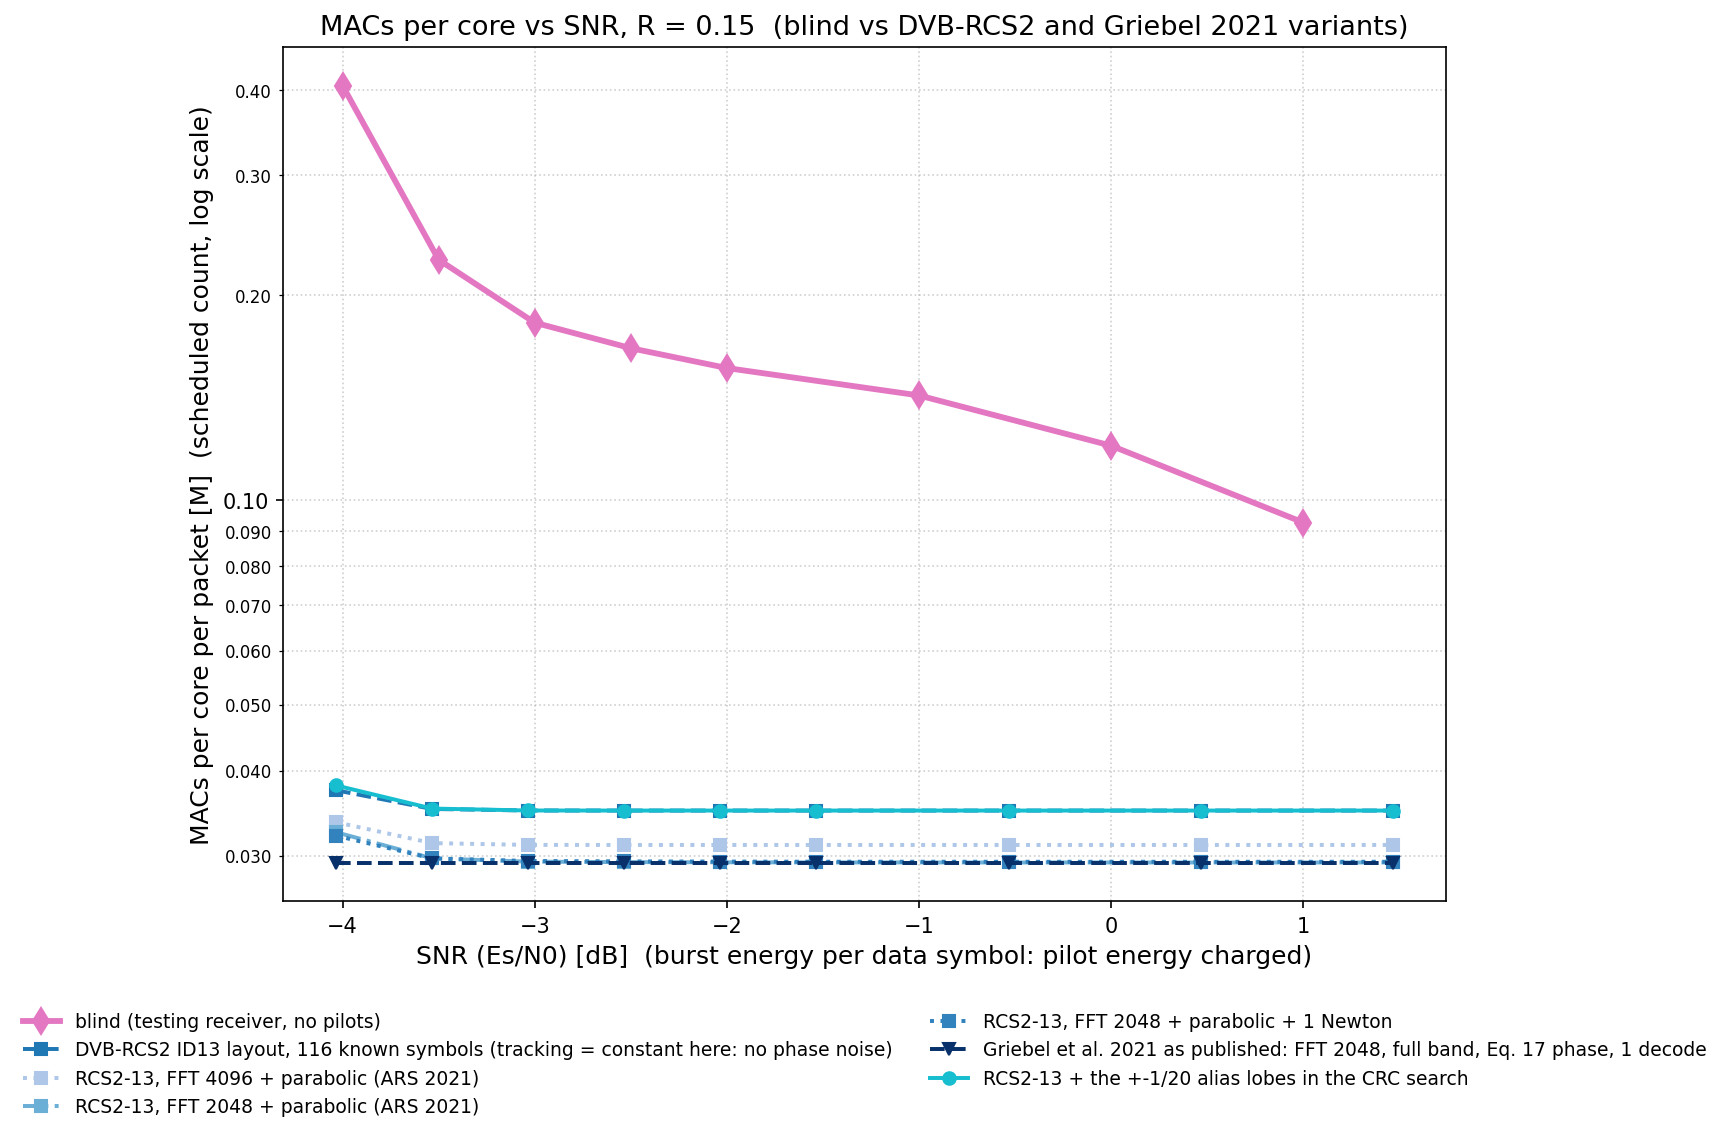 MACs per core vs SNR, R = 0.15  (blind vs DVB-RCS2 and Griebel 2021 variants)
MACs per core per packet [M]  (scheduled count, log scale)
0.40
0.30
0.20
0.10
0.090
0.080
0.070
0.060
0.050
0.040
0.030
−4
−3
−2
−1
0
1
SNR (Es/N0) [dB]  (burst energy per data symbol: pilot energy charged)
blind (testing receiver, no pilots)
DVB-RCS2 ID13 layout, 116 known symbols (tracking = constant here: no phase noise)
RCS2-13, FFT 4096 + parabolic (ARS 2021)
RCS2-13, FFT 2048 + parabolic (ARS 2021)
RCS2-13, FFT 2048 + parabolic + 1 Newton
Griebel et al. 2021 as published: FFT 2048, full band, Eq. 17 phase, 1 decode
RCS2-13 + the +-1/20 alias lobes in the CRC search